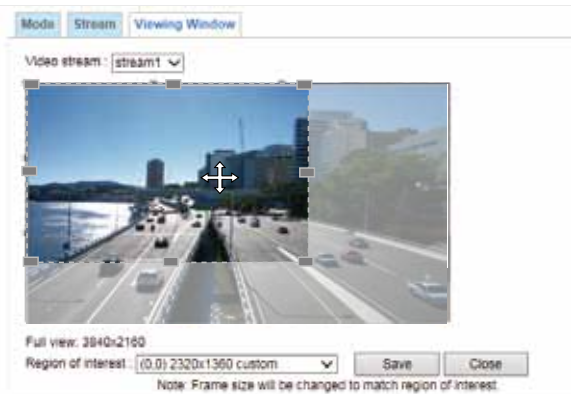 Mode Stream Viewing Window
Video stream : stream1
Full view: 3840x2160
Region of interest : (0,0) 2320x1360 custom Save Close
Note: Frame size will be changed to match region of interest.